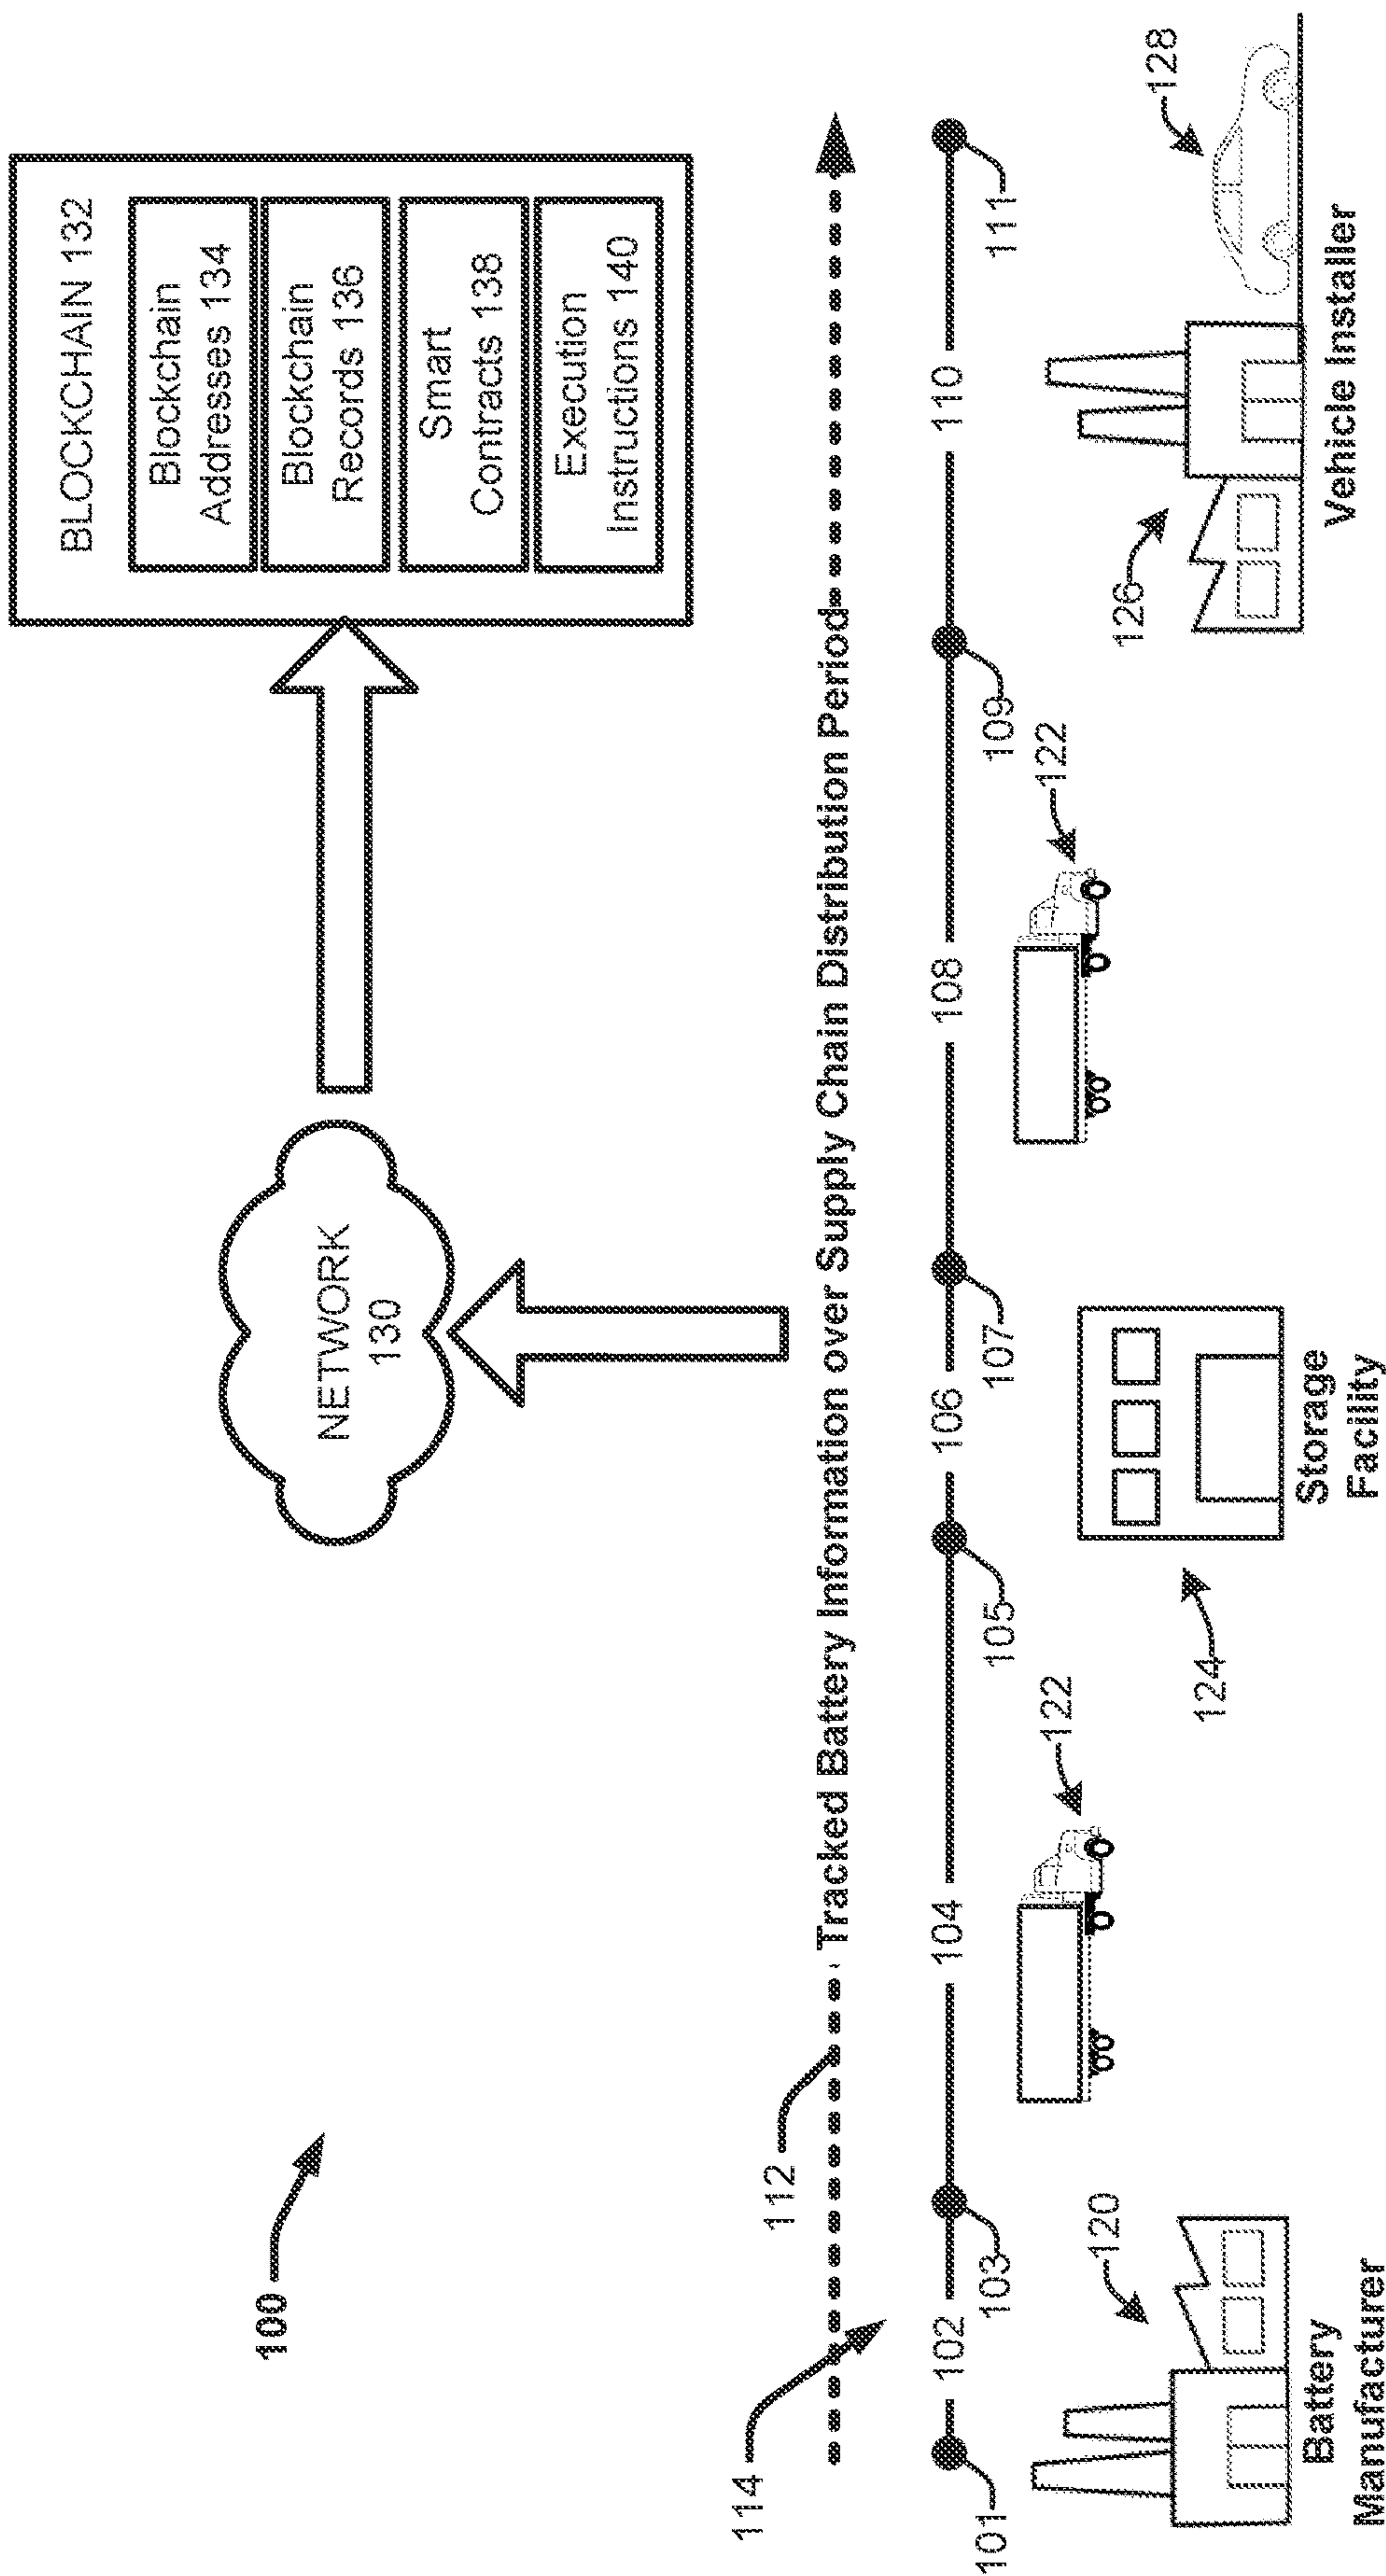 100
NETWORK
130
BLOCKCHAIN 132
Blockchain
Addresses 134
Blockchain
Records 136
Smart
Contracts 138
Execution
Instructions 140
112
114
Tracked Battery Information over Supply Chain Distribution Period
102
104
106
108
110
101
103
105
107
109
111
120
122
124
122
126
128
Battery
Manufacturer
Storage
Facility
Vehicle Installer